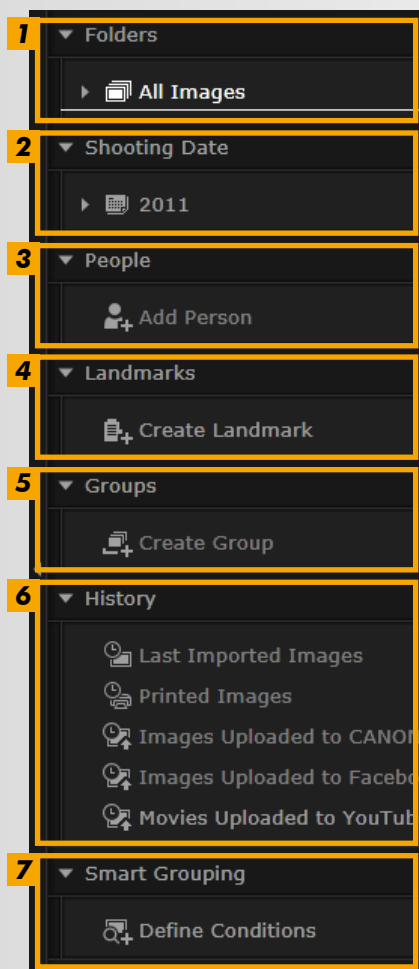 1 Folders
All Images
2 Shooting Date
2011
3 People
Add Person
4 Landmarks
Create Landmark
5 Groups
Create Group
6 History
Last Imported Images
Printed Images
Images Uploaded to CANON
Images Uploaded to Facebo
Movies Uploaded to YouTub
7 Smart Grouping
Define Conditions